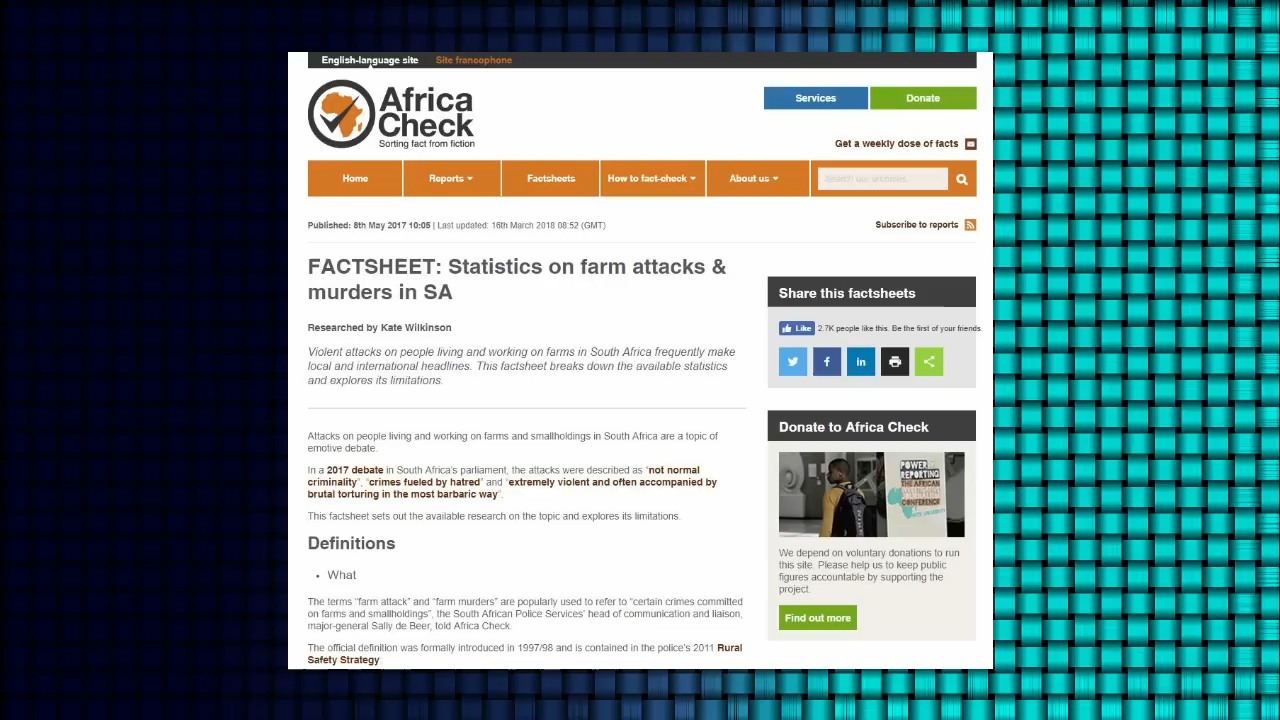 English-language site Site francophone
Africa
Check
Sorting fact from fiction
Services Donate
Get a weekly dose of facts
Home Reports Factsheets How to fact-check About us Search our archives.
Published: 8th May 2017 10:05 | Last updated: 16th March 2018 08:52 (GMT)
Subscribe to reports
FACTSHEET: Statistics on farm attacks &
murders in SA
Researched by Kate Wilkinson
Violent attacks on people living and working on farms in South Africa frequently make
local and international headlines. This factsheet breaks down the available statistics
and explores its limitations.
Attacks on people living and working on farms and smallholdings in South Africa are a topic of
emotive debate.
In a 2017 debate in South Africa's parliament, the attacks were described as “not normal
criminality”, “crimes fueled by hatred” and “extremely violent and often accompanied by
brutal torturing in the most barbaric way”.
This factsheet sets out the available research on the topic and explores its limitations.
Definitions
• What
The terms “farm attack” and “farm murders” are popularly used to refer to “certain crimes committed
on farms and smallholdings”, the South African Police Services' head of communication and liaison,
major-general Sally de Beer, told Africa Check.
The official definition was formally introduced in 1997/98 and is contained in the police's 2011 Rural
Safety Strategy
Share this factsheets
Like 2.7K people like this. Be the first of your friends.
Donate to Africa Check
POWER
REPORTING
THE AFRICAN
INVESTIGATIVE
JOURNALISM
CONFERENCE
We depend on voluntary donations to run
this site. Please help us to keep public
figures accountable by supporting the
project.
Find out more